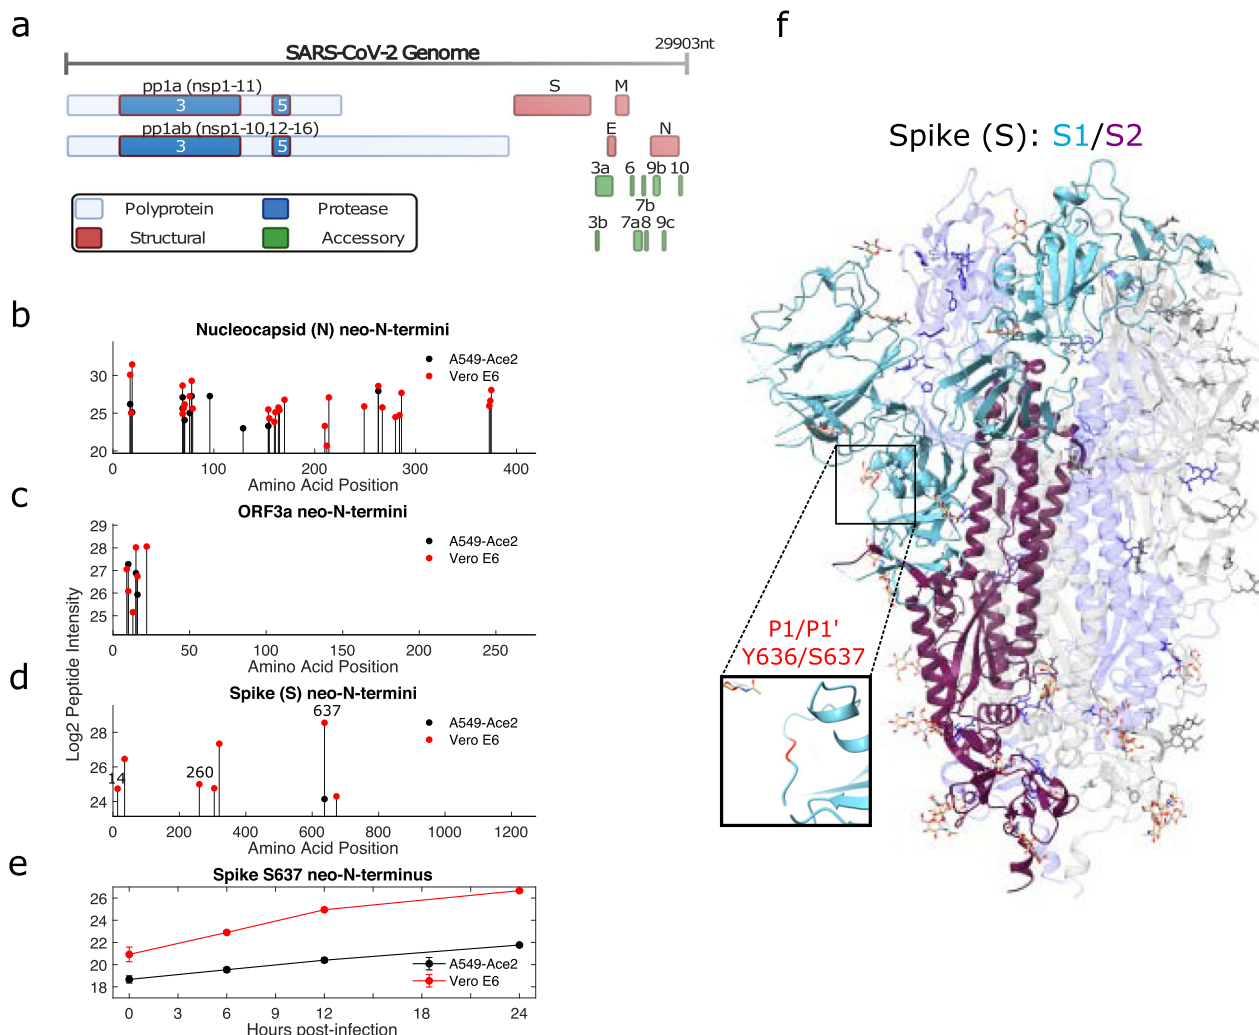 a
SARS-CoV-2 Genome
29903nt
pp1a (nsp1-11)
3
5
S
M
pp1ab (nsp1-10,12-16)
3
5
E
N
3a
6
9b
10
7b
3b
7a
8
9c
Polyprotein
Protease
Structural
Accessory
b
Nucleocapsid (N) neo-N-termini
A549-Ace2
Vero E6
30
25
20
0
100
200
300
400
Amino Acid Position
c
ORF3a neo-N-termini
A549-Ace2
Vero E6
29
28
27
26
25
0
50
100
150
200
250
Amino Acid Position
Log2 Peptide Intensity
d
Spike (S) neo-N-termini
637
A549-Ace2
Vero E6
14
260
28
26
24
0
200
400
600
800
1000
1200
Amino Acid Position
e
Spike S637 neo-N-terminus
26
24
22
20
18
A549-Ace2
Vero E6
0
3
6
9
12
18
24
Hours post-infection
f
Spike (S): S1/S2
P1/P1'
Y636/S637